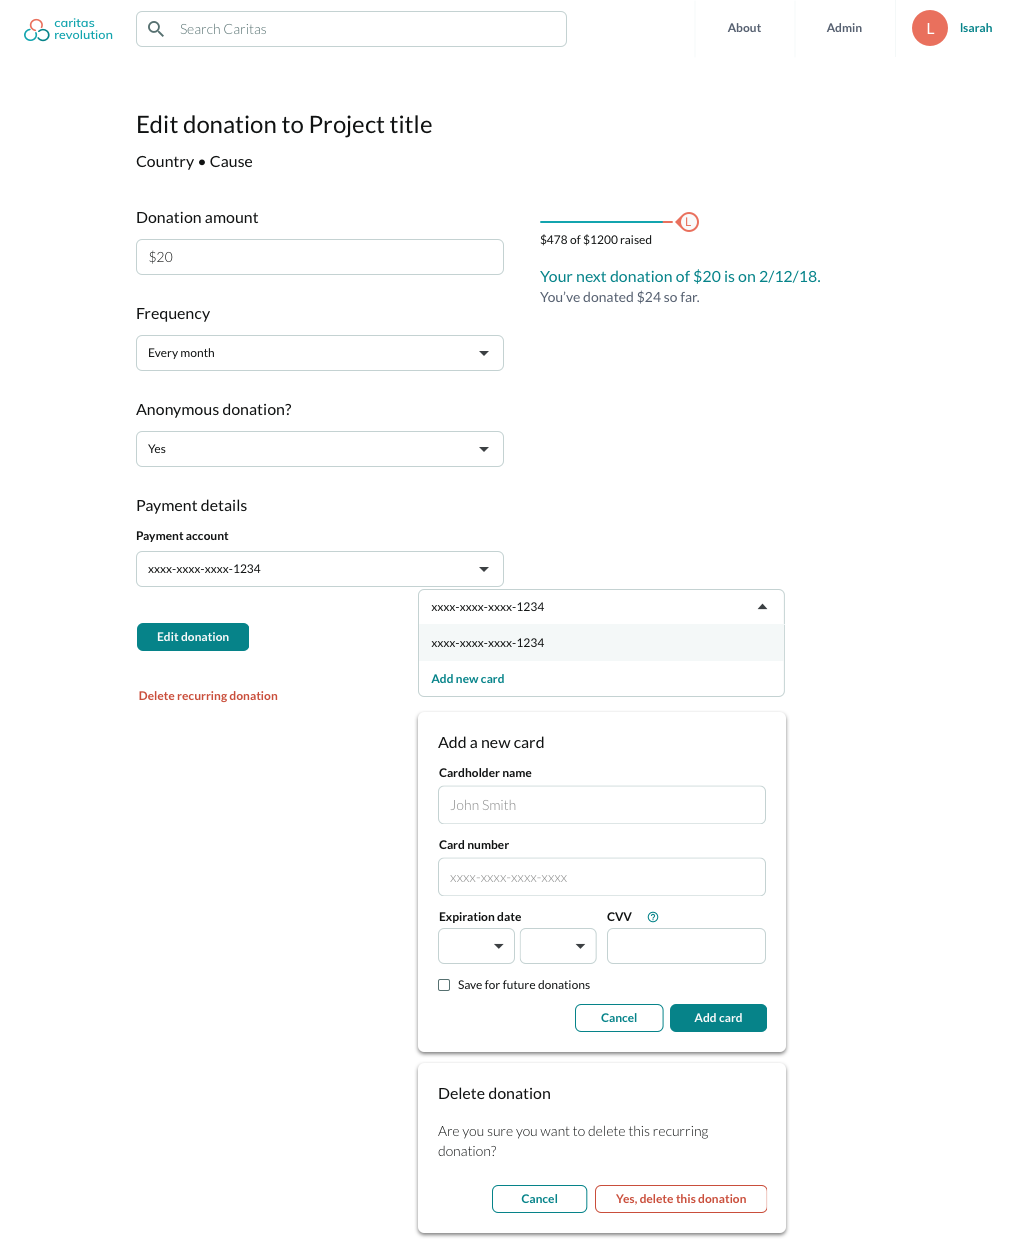 caritas
revolution
Search Caritas
About
Admin
L
lsarah
Edit donation to Project title
Country • Cause
Donation amount
$20
L
$478 of $1200 raised
Your next donation of $20 is on 2/12/18.
You've donated $24 so far.
Frequency
Every month
Anonymous donation?
Yes
Payment details
Payment account
xxxx-xxxx-xxxx-1234
Edit donation
Delete recurring donation
xxxx-xxxx-xxxx-1234
xxxx-xxxx-xxxx-1234
Add new card
Add a new card
Cardholder name
John Smith
Card number
xxxx-xxxx-xxxx-xxxx
Expiration date
CVV ?
Save for future donations
Cancel
Add card
Delete donation
Are you sure you want to delete this recurring
donation?
Cancel
Yes, delete this donation